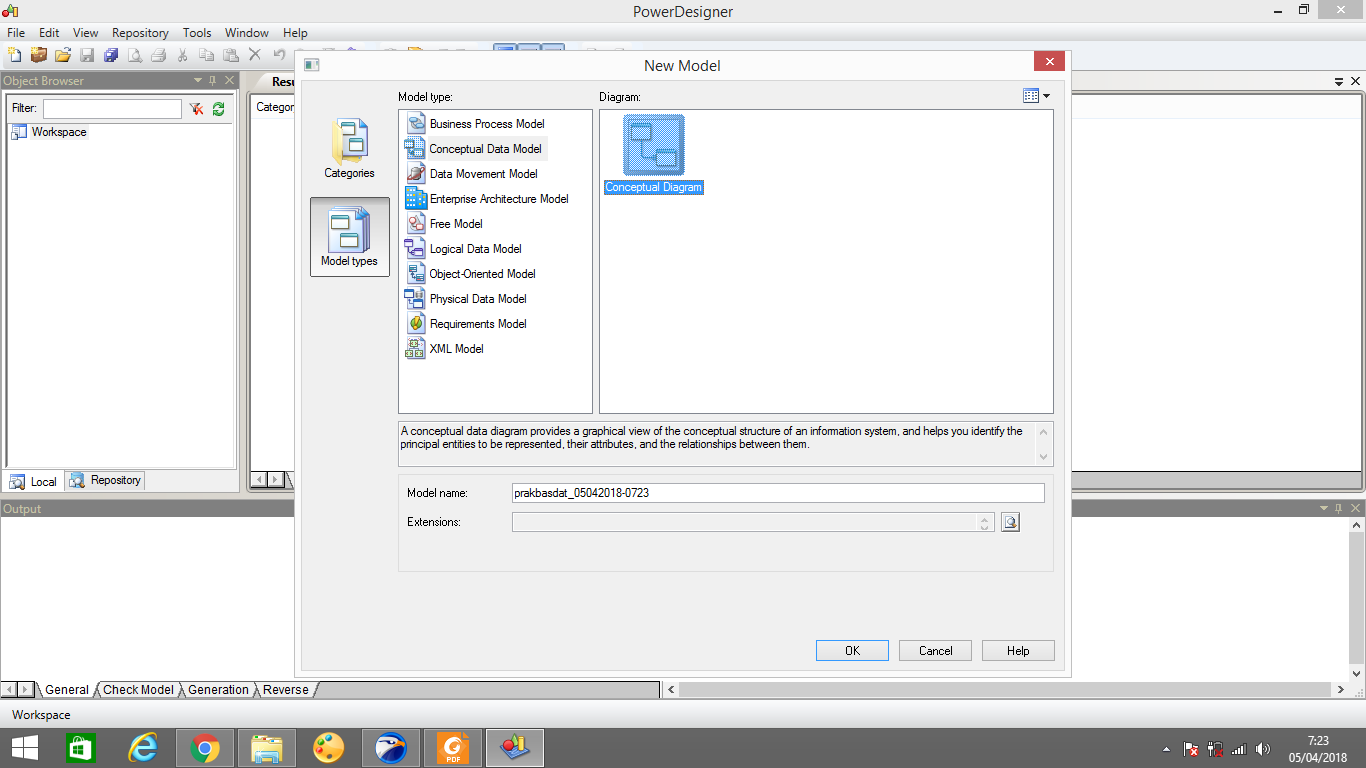 PowerDesigner
File Edit View Repository Tools Window Help
Object Browser
Filter:
Workspace
Local Repository
Resu
Categor
New Model
Categories
Model types
Model type:
Business Process Model
Conceptual Data Model
Data Movement Model
Enterprise Architecture Model
Free Model
Logical Data Model
Object-Oriented Model
Physical Data Model
Requirements Model
XML Model
Diagram:
Conceptual Diagram
A conceptual data diagram provides a graphical view of the conceptual structure of an information system, and helps you identify the
principal entities to be represented, their attributes, and the relationships between them.
Model name: prakbasdat_05042018-0723
Extensions:
OK Cancel Help
Output
General Check Model Generation Reverse
Workspace
PDF
7:23
05/04/2018